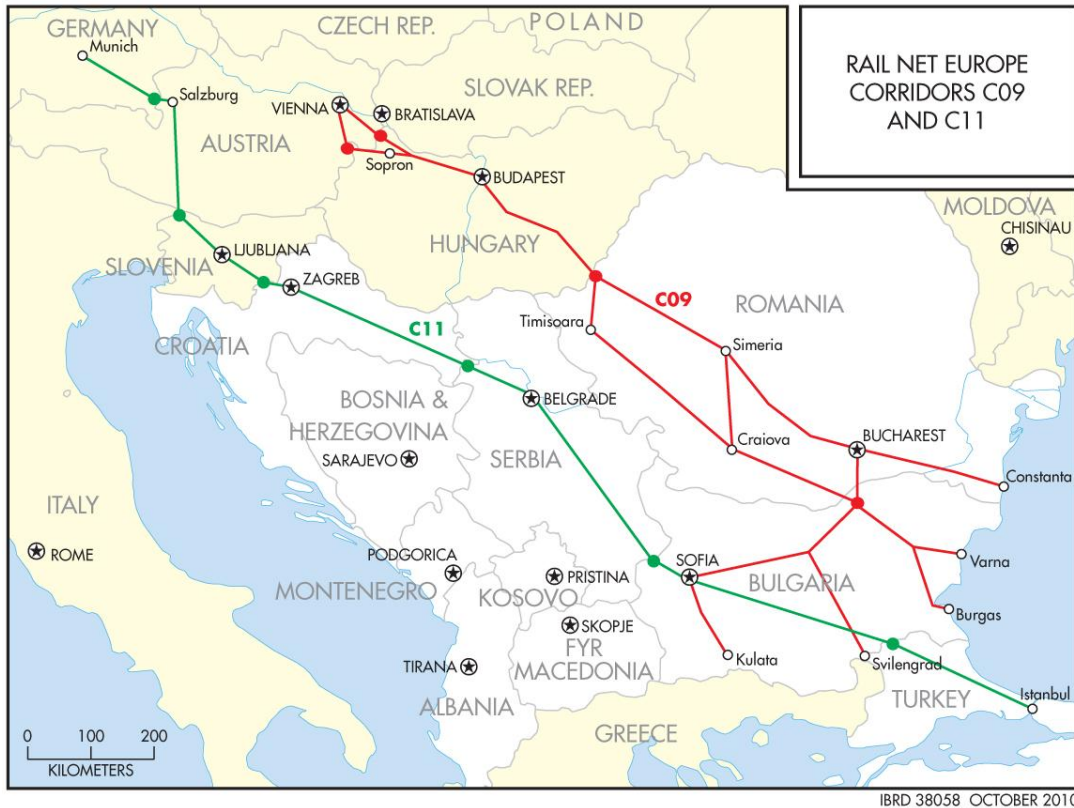 GERMANY
Munich
CZECH REP.
POLAND
RAIL NET EUROPE
CORRIDORS C09
AND C11
Salzburg
VIENNA
BRATISLAVA
SLOVAK REP.
AUSTRIA
Sopron
BUDAPEST
MOLDOVA
CHISINAU
HUNGARY
LJUBLJANA
SLOVENIA
ZAGREB
C09
ROMANIA
C11
Timisoara
Simeria
CROATIA
BOSNIA &
HERZEGOVINA
BELGRADE
SARAJEVO
SERBIA
Craiova
BUCHAREST
Constanta
ITALY
ROME
PODGORICA
MONTENEGRO
PRISTINA
KOSOVO
SOFIA
BULGARIA
Varna
Burgas
SKOPJE
FYR
MACEDONIA
Kulata
Svilengrad
TIRANA
ALBANIA
TURKEY
Istanbul
GREECE
0 100 200
KILOMETERS
IBRD 38058 OCTOBER 2010